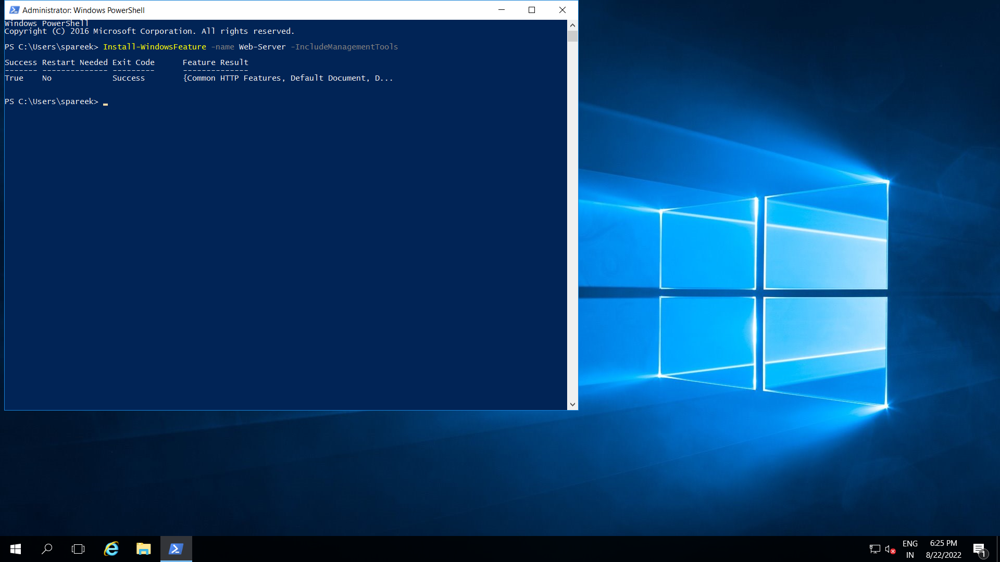 Administrator: Windows PowerShell
Windows PowerShell
Copyright (C) 2016 Microsoft Corporation. All rights reserved.
PS C:\Users\spareek> Install-WindowsFeature -name Web-Server -IncludeManagementTools
Success Restart Needed Exit Code      Feature Result
------- -------------- ---------      --------------
True    No             Success        {Common HTTP Features, Default Document, D...
PS C:\Users\spareek>
ENG 6:25 PM
IN 8/22/2022
1